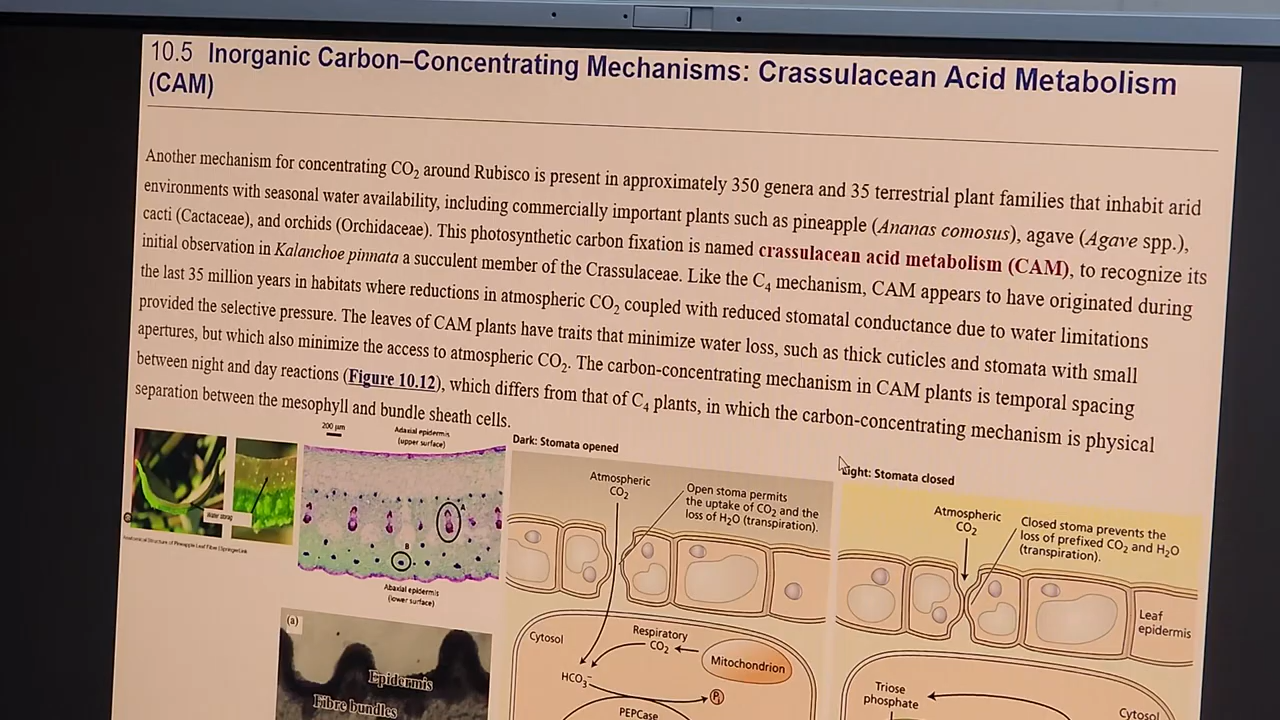 10.5 Inorganic Carbon–Concentrating Mechanisms: Crassulacean Acid Metabolism
(CAM)
Another mechanism for concentrating CO₂ around Rubisco is present in approximately 350 genera and 35 terrestrial plant families that inhabit arid
environments with seasonal water availability, including commercially important plants such as pineapple (Ananas comosus), agave (Agave spp.),
cacti (Cactaceae), and orchids (Orchidaceae). This photosynthetic carbon fixation is named crassulacean acid metabolism (CAM), to recognize its
initial observation in Kalanchoe pinnata a succulent member of the Crassulaceae. Like the C₄ mechanism, CAM appears to have originated during
the last 35 million years in habitats where reductions in atmospheric CO₂ coupled with reduced stomatal conductance due to water limitations
provided the selective pressure. The leaves of CAM plants have traits that minimize water loss, such as thick cuticles and stomata with small
apertures, but which also minimize the access to atmospheric CO₂. The carbon-concentrating mechanism in CAM plants is temporal spacing
between night and day reactions (Figure 10.12), which differs from that of C₄ plants, in which the carbon-concentrating mechanism is physical
separation between the mesophyll and bundle sheath cells.
200 µm
Adaxial epidermis
(upper surface)
A
B
Abaxial epidermis
(lower surface)
Water storag
Anatomical Structure of Pineapple Leaf Fibre | SpringerLink
(a)
Epidermis
Fibre bundles
Dark: Stomata opened
Atmospheric
CO₂
Open stoma permits
the uptake of CO₂ and the
loss of H₂O (transpiration).
Cytosol
Respiratory
CO₂
Mitochondrion
HCO₃⁻
Pᵢ
PEPCase
Light: Stomata closed
Atmospheric
CO₂
Closed stoma prevents the
loss of prefixed CO₂ and H₂O
(transpiration).
Leaf
epidermis
Triose
phosphate
Cytosol